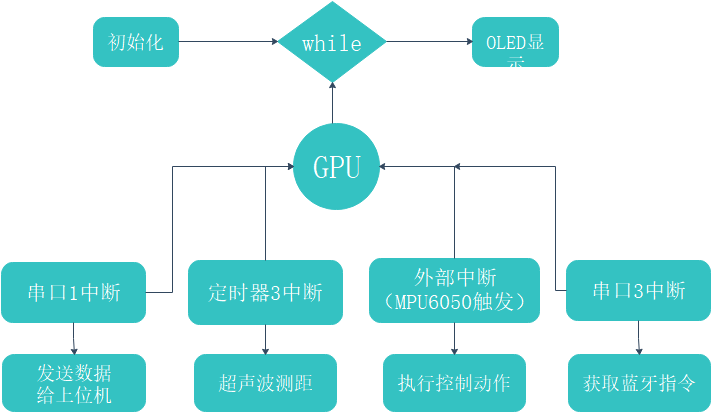 初始化
while
OLED显
示
GPU
串口1中断
定时器3中断
外部中断
（MPU6050触发）
串口3中断
发送数据
给上位机
超声波测距
执行控制动作
获取蓝牙指令